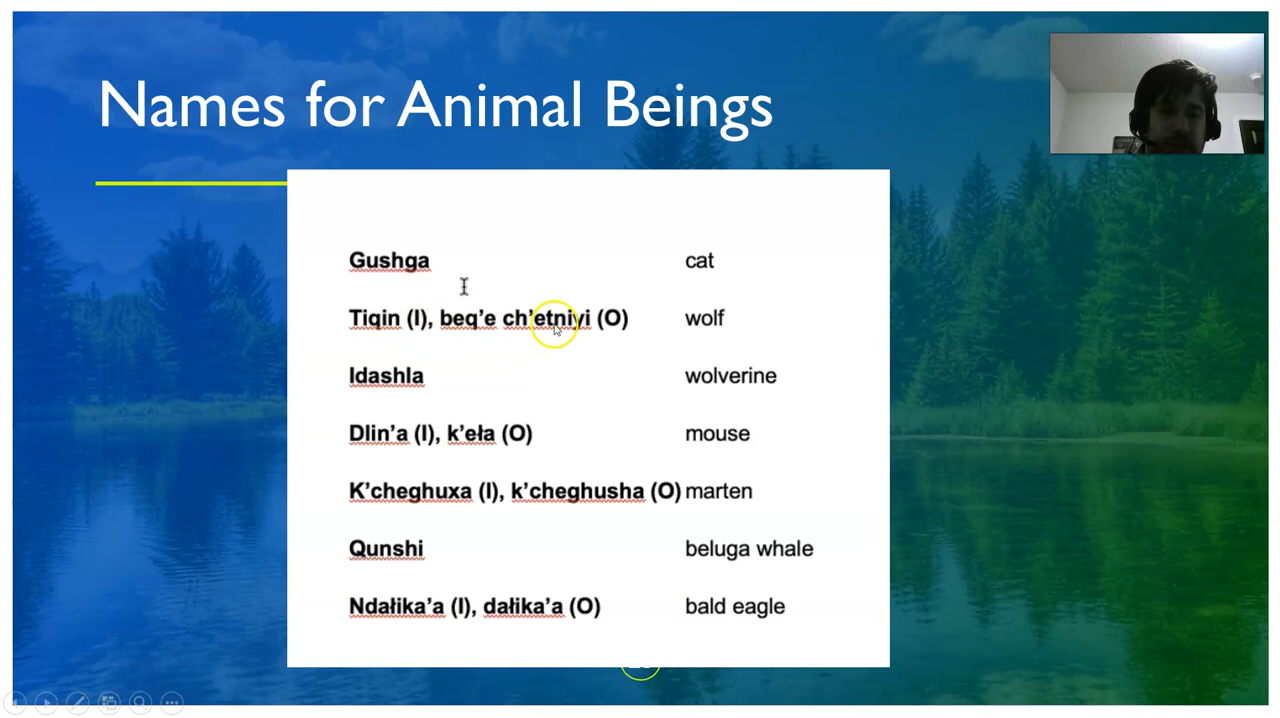 Names for Animal Beings
Gushga cat
Tiqin (I), beq’e ch’etniyi (O) wolf
Idashla wolverine
Dlin’a (I), k’eła (O) mouse
K’cheghuxa (I), k’cheghusha (O) marten
Qunshi beluga whale
Ndałika’a (I), dałika’a (O) bald eagle